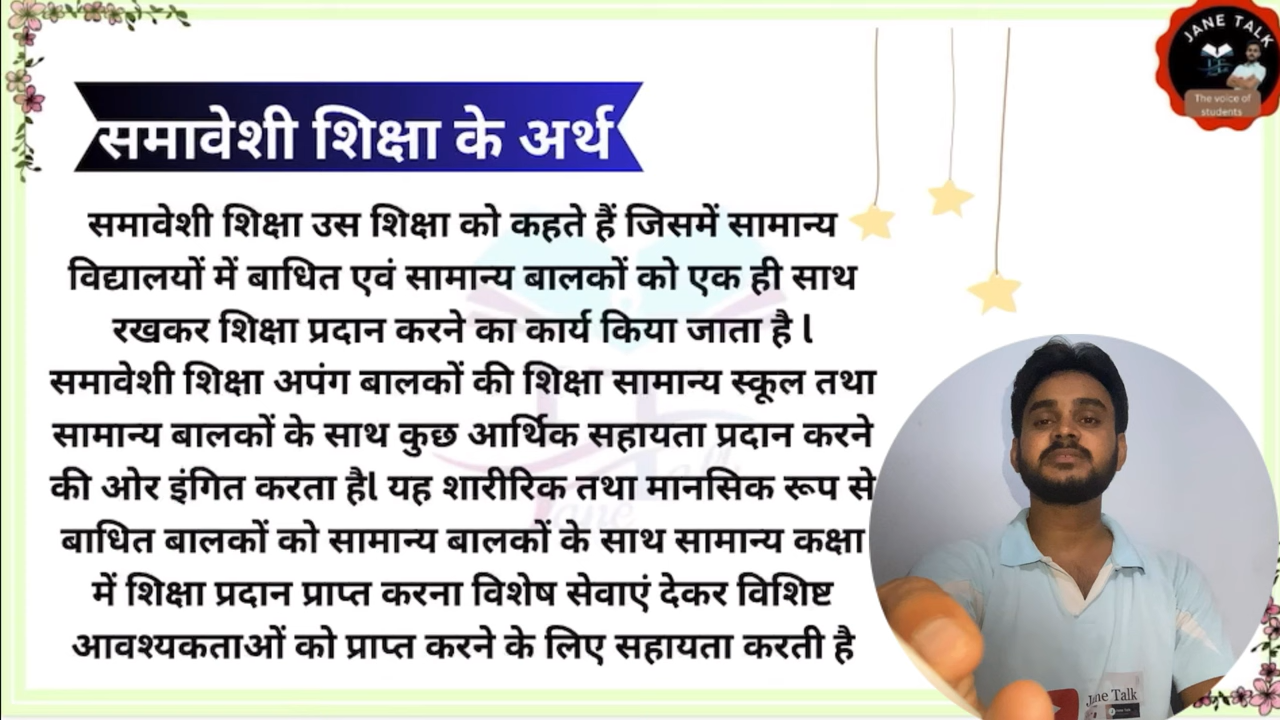 JANE TALK
The voice of
students
समावेशी शिक्षा के अर्थ
समावेशी शिक्षा उस शिक्षा को कहते हैं जिसमें सामान्य
विद्यालयों में बाधित एवं सामान्य बालकों को एक ही साथ
रखकर शिक्षा प्रदान करने का कार्य किया जाता है l
समावेशी शिक्षा अपंग बालकों की शिक्षा सामान्य स्कूल तथा
सामान्य बालकों के साथ कुछ आर्थिक सहायता प्रदान करने
की ओर इंगित करता हैl यह शारीरिक तथा मानसिक रूप से
बाधित बालकों को सामान्य बालकों के साथ सामान्य कक्षा
में शिक्षा प्रदान प्राप्त करना विशेष सेवाएं देकर विशिष्ट
आवश्यकताओं को प्राप्त करने के लिए सहायता करती है
Jane Talk